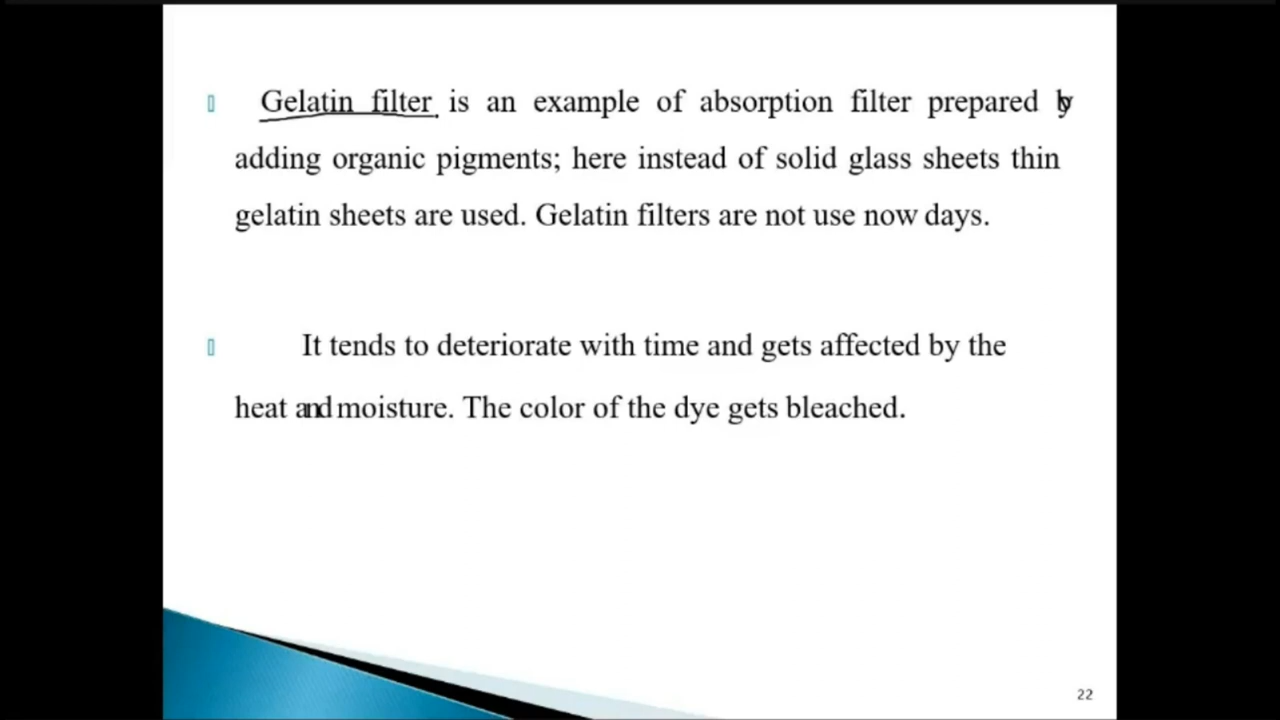 Gelatin filter is an example of absorption filter prepared by
adding organic pigments; here instead of solid glass sheets thin
gelatin sheets are used. Gelatin filters are not use now days.
It tends to deteriorate with time and gets affected by the
heat and moisture. The color of the dye gets bleached.
22